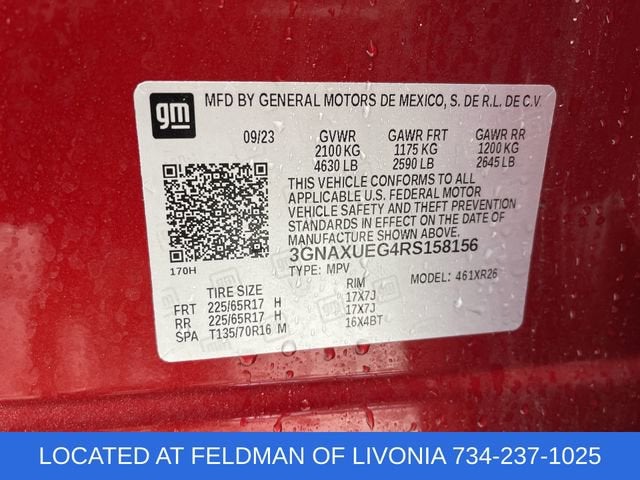 gm
MFD BY GENERAL MOTORS DE MEXICO, S. DE R.L. DE C.V.
09/23 GVWR GAWR FRT GAWR RR
2100 KG 1175 KG 1200 KG
4630 LB 2590 LB 2645 LB
THIS VEHICLE CONFORMS TO ALL
APPLICABLE U.S. FEDERAL MOTOR
VEHICLE SAFETY AND THEFT PREVENTION
STANDARDS IN EFFECT ON THE DATE OF
MANUFACTURE SHOWN ABOVE.
3GNAXUEG4RS158156
170H
TYPE: MPV MODEL: 461XR26
TIRE SIZE RIM
FRT 225/65R17 H 17X7J
RR 225/65R17 H 17X7J
SPA T135/70R16 M 16X4BT
LOCATED AT FELDMAN OF LIVONIA 734-237-1025